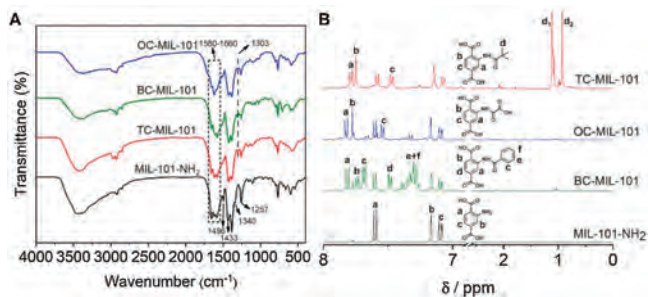 A
OC-MIL-101
1580-1660
1303
BC-MIL-101
TC-MIL-101
MIL-101-NH2
1257
1340
1433
Transmittance (%)
4000 3500 3000 2500 2000 1500 1000 500
Wavenumber (cm⁻¹)
B
d
b
c
a
d1
d2
a
b
c
TC-MIL-101
b
c
a
a
b
c
OC-MIL-101
b
c
a
f
e
c
a
b
c
d
e+f
BC-MIL-101
a
b
c
NH2
a
b
c
MIL-101-NH2
8 7 2 1 0
δ / ppm